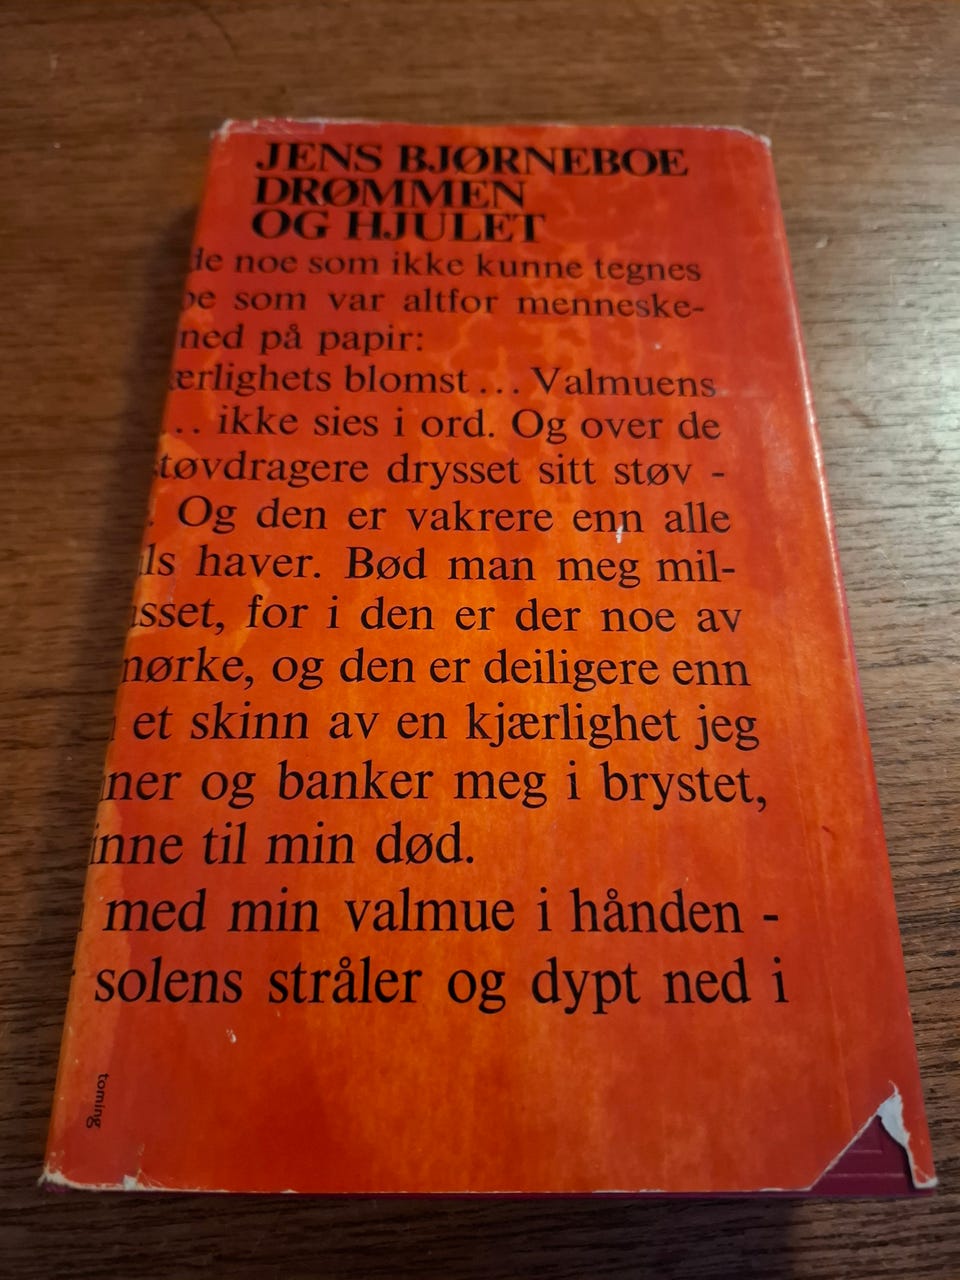 JENS BJØRNEBOE
DRØMMEN
OG HJULET
de noe som ikke kunne tegnes
som var altfor menneske-
ned på papir:
ærlighets blomst ... Valmuens
.. ikke sies i ord. Og over de
støvdragere drysset sitt støv -
. Og den er vakrere enn alle
ls haver. Bød man meg mil-
sset, for i den er der noe av
mørke, og den er deiligere enn
et skinn av en kjærlighet jeg
ner og banker meg i brystet,
inne til min død.
med min valmue i hånden -
solens stråler og dypt ned i
toming